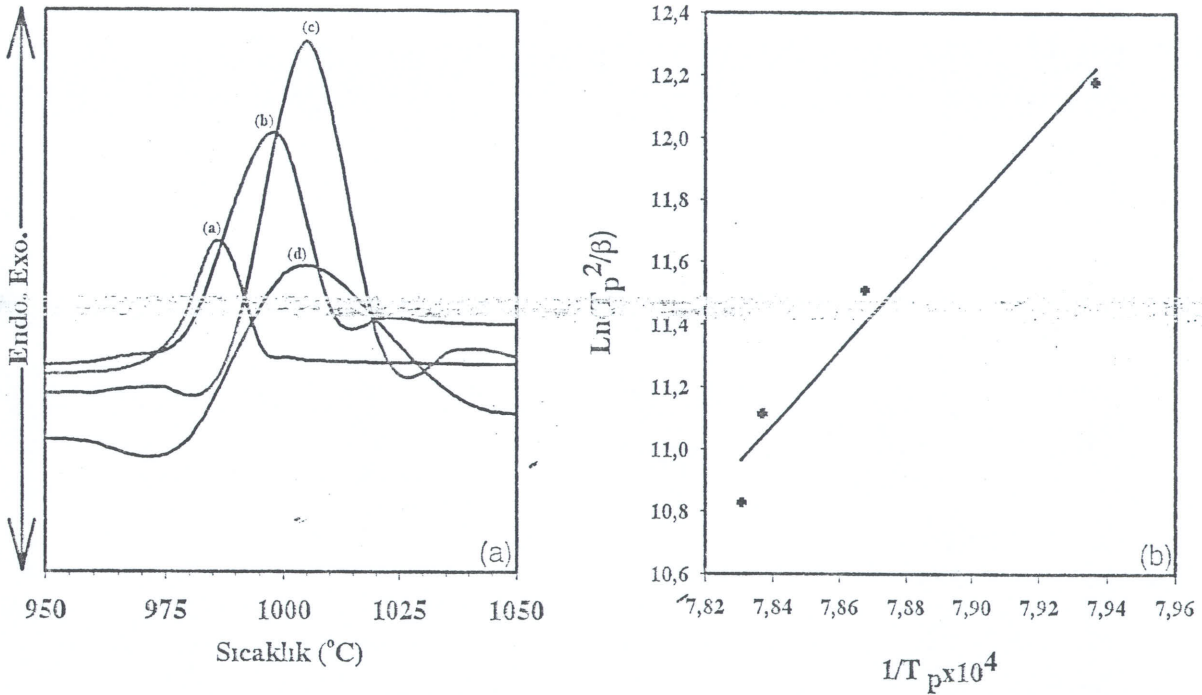 Endo. Exo.
(a)
(b)
(c)
(d)
(a)
950 975 1000 1025 1050
Sıcaklık (°C)
Ln Tp²/β)
12,4
12,2
12,0
11,8
11,6
11,4
11,2
11,0
10,8
10,6
(b)
7,82 7,84 7,86 7,88 7,90 7,92 7,94 7,96
1/T px10⁴